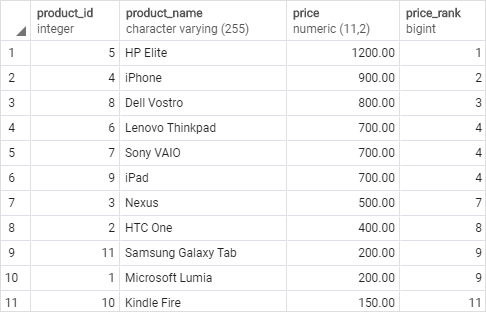 product_id product_name price price_rank
integer character varying (255) numeric (11,2) bigint
1 5 HP Elite 1200.00 1
2 4 iPhone 900.00 2
3 8 Dell Vostro 800.00 3
4 6 Lenovo Thinkpad 700.00 4
5 7 Sony VAIO 700.00 4
6 9 iPad 700.00 4
7 3 Nexus 500.00 7
8 2 HTC One 400.00 8
9 11 Samsung Galaxy Tab 200.00 9
10 1 Microsoft Lumia 200.00 9
11 10 Kindle Fire 150.00 11